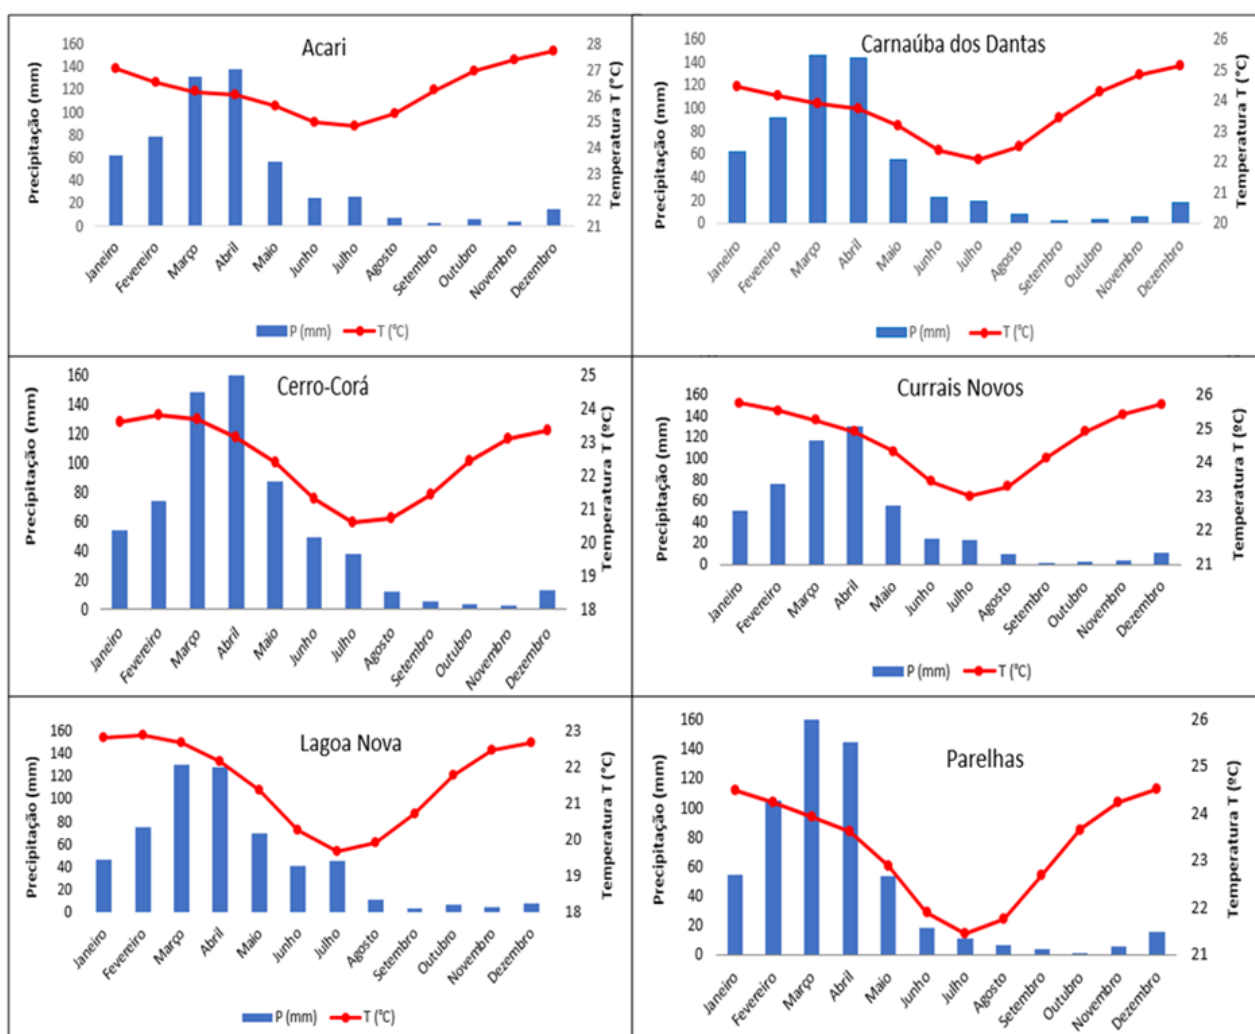 Acari
Precipitação (mm)
160
140
120
100
80
60
40
20
0
28
27
26
25
24
23
22
21
Temperatura T (°C)
Janeiro
Fevereiro
Março
Abril
Maio
Junho
Julho
Agosto
Setembro
Outubro
Novembro
Dezembro
P (mm) T (°C)
Carnaúba dos Dantas
Precipitação (mm)
160
140
120
100
80
60
40
20
0
26
25
24
23
22
21
20
Temperatura T (°C)
Janeiro
Fevereiro
Março
Abril
Maio
Junho
Julho
Agosto
Setembro
Outubro
Novembro
Dezembro
P (mm) T (°C)
Cerro-Corá
Precipitação (mm)
160
140
120
100
80
60
40
20
0
25
24
23
22
21
20
19
18
Temperatura T (ºC)
Janeiro
Fevereiro
Março
Abril
Maio
Junho
Julho
Agosto
Setembro
Outubro
Novembro
Dezembro
P (mm) T (°C)
Currais Novos
Precipitação (mm)
160
140
120
100
80
60
40
20
0
26
25
24
23
22
21
Temperatura T (ºC)
Janeiro
Fevereiro
Março
Abril
Maio
Junho
Julho
Agosto
Setembro
Outubro
Novembro
Dezembro
P (mm) T (°C)
Lagoa Nova
Precipitação (mm)
160
140
120
100
80
60
40
20
0
23
22
21
20
19
18
Temperatura T (°C)
Janeiro
Fevereiro
Março
Abril
Maio
Junho
Julho
Agosto
Setembro
Outubro
Novembro
Dezembro
P (mm) T (°C)
Parelhas
Precipitação (mm)
160
140
120
100
80
60
40
20
0
26
25
24
23
22
21
Temperatura T (ºC)
Janeiro
Fevereiro
Março
Abril
Maio
Junho
Julho
Agosto
Setembro
Outubro
Novembro
Dezembro
P (mm) T (°C)